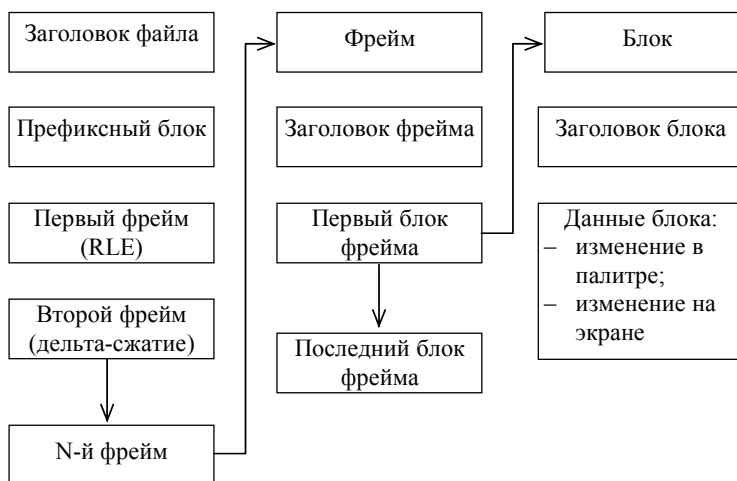 Заголовок файла
Префиксный блок
Первый фрейм
(RLE)
Второй фрейм
(дельта-сжатие)
N-й фрейм
Фрейм
Заголовок фрейма
Первый блок
фрейма
Последний блок
фрейма
Блок
Заголовок блока
Данные блока:
– изменение в
палитре;
– изменение на
экране